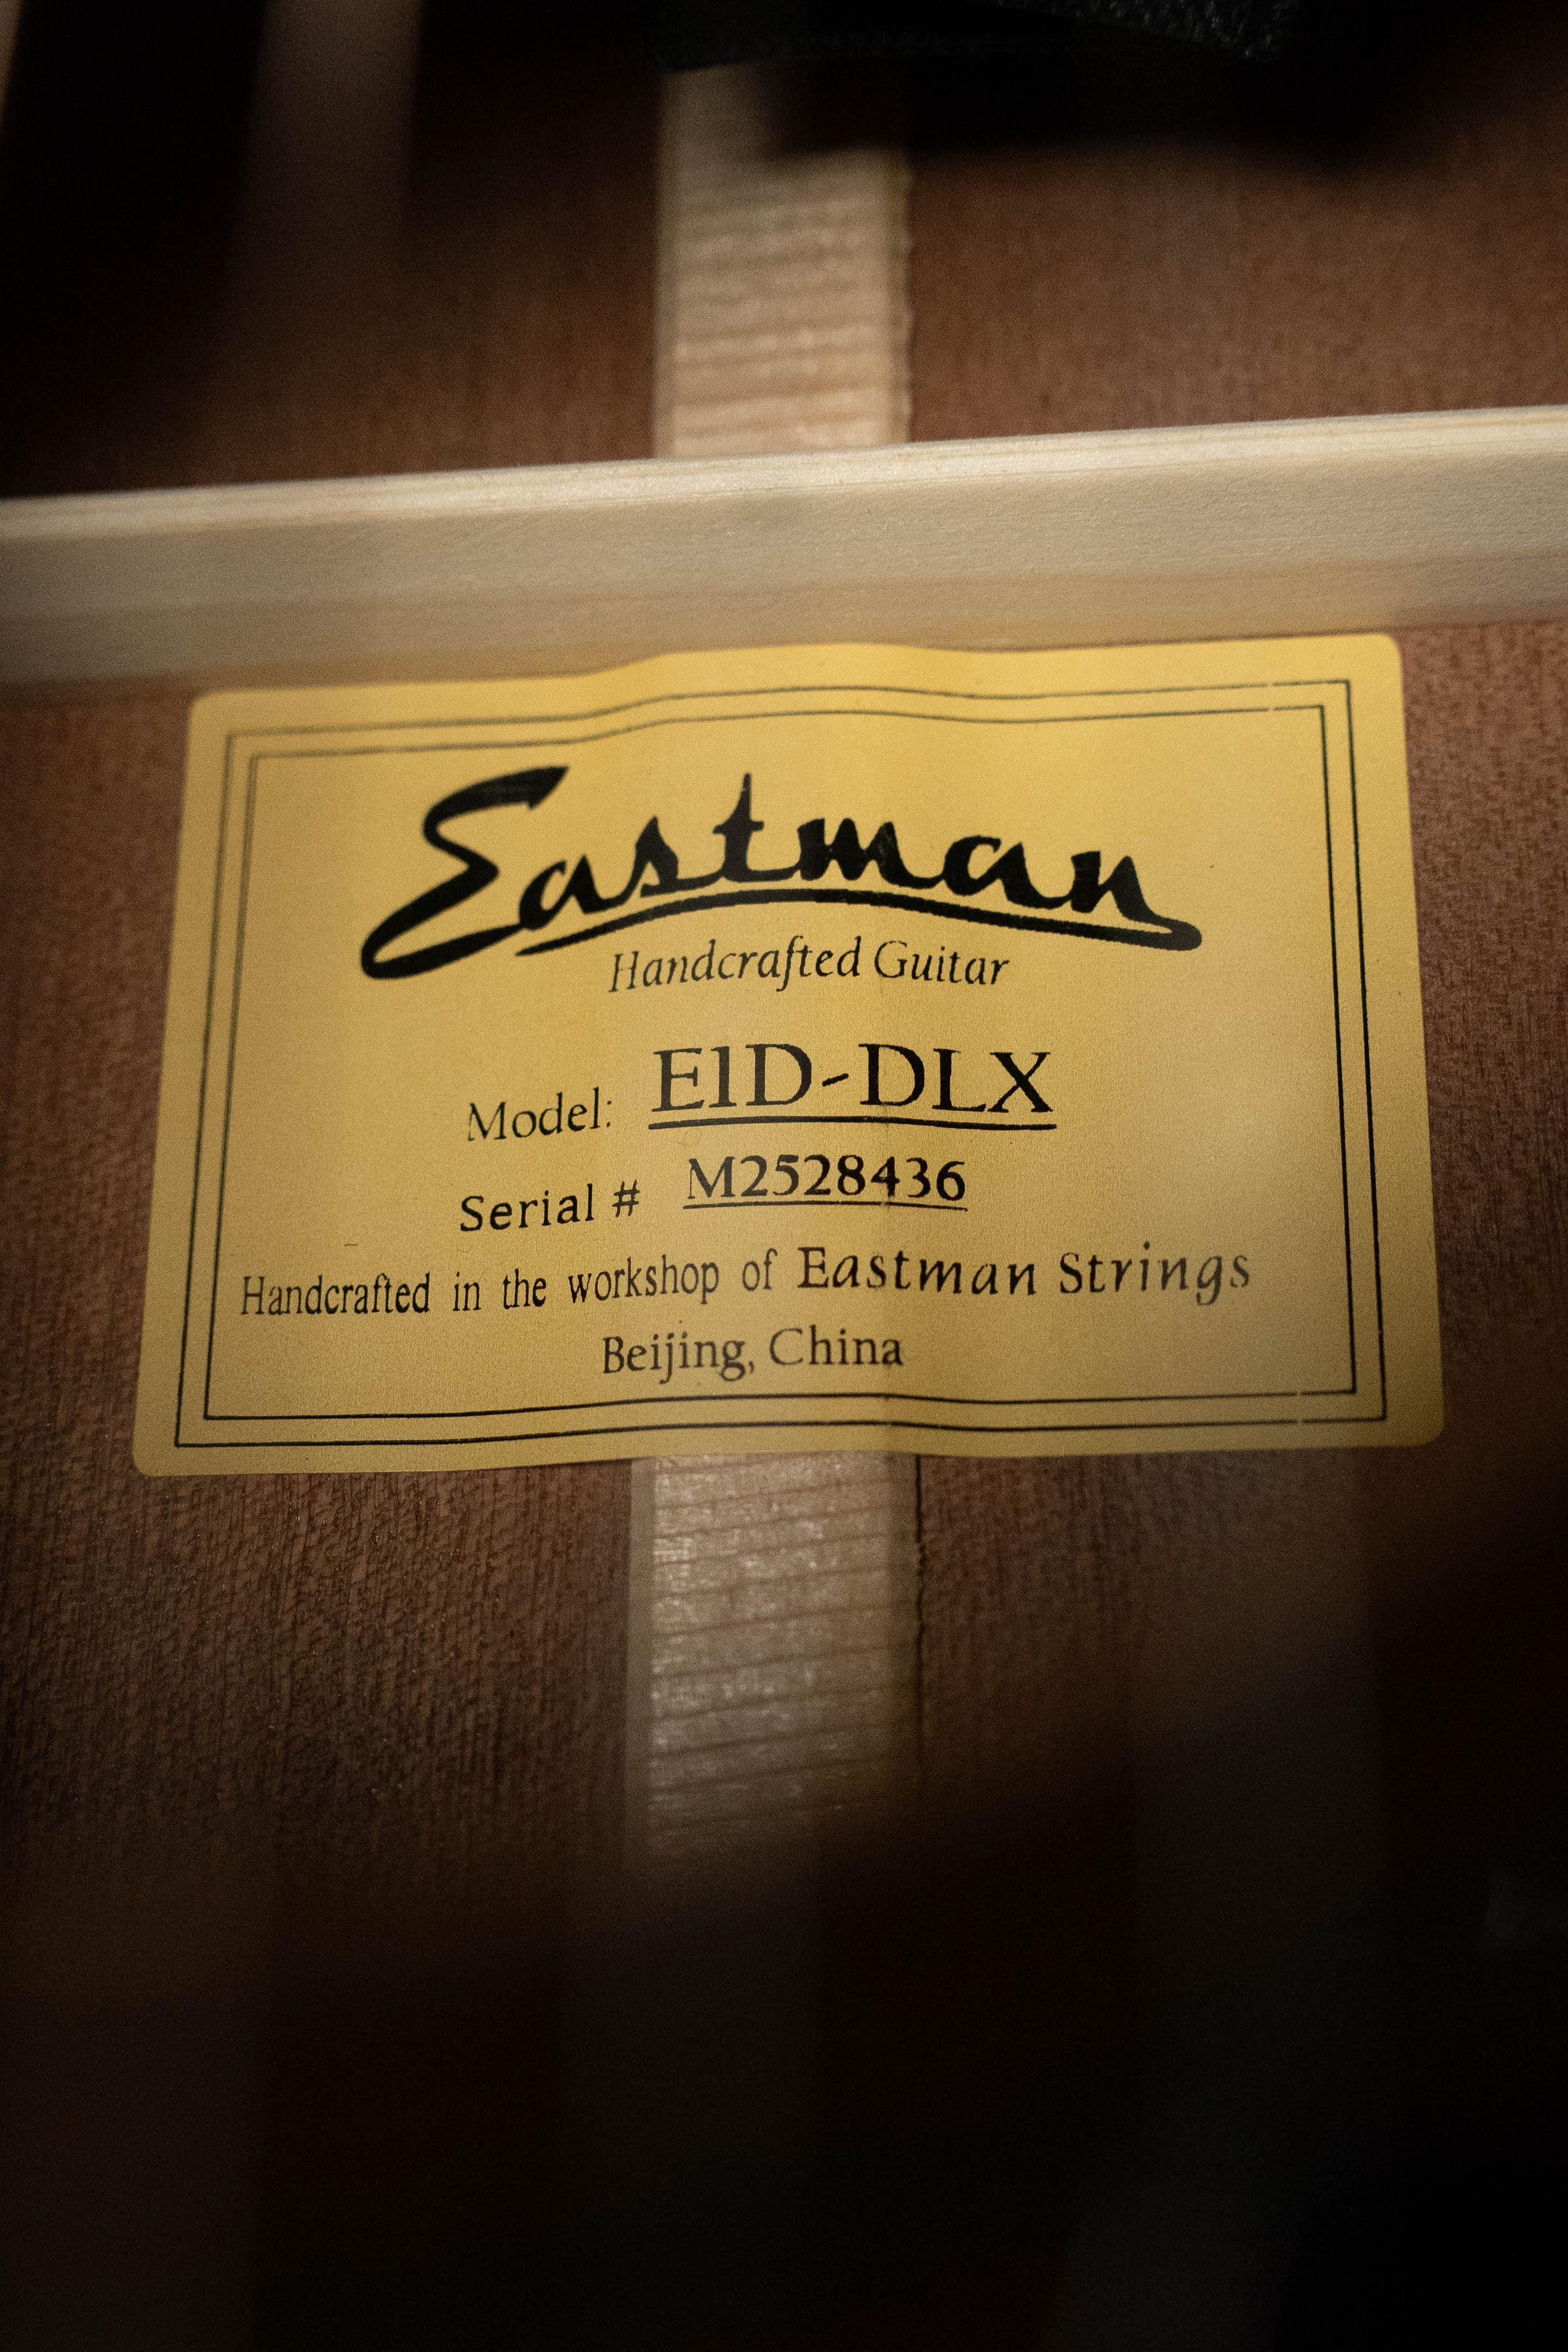 Eastman
Handcrafted Guitar
Model: E1D-DLX
Serial # M2528436
Handcrafted in the workshop of Eastman Strings
Beijing, China